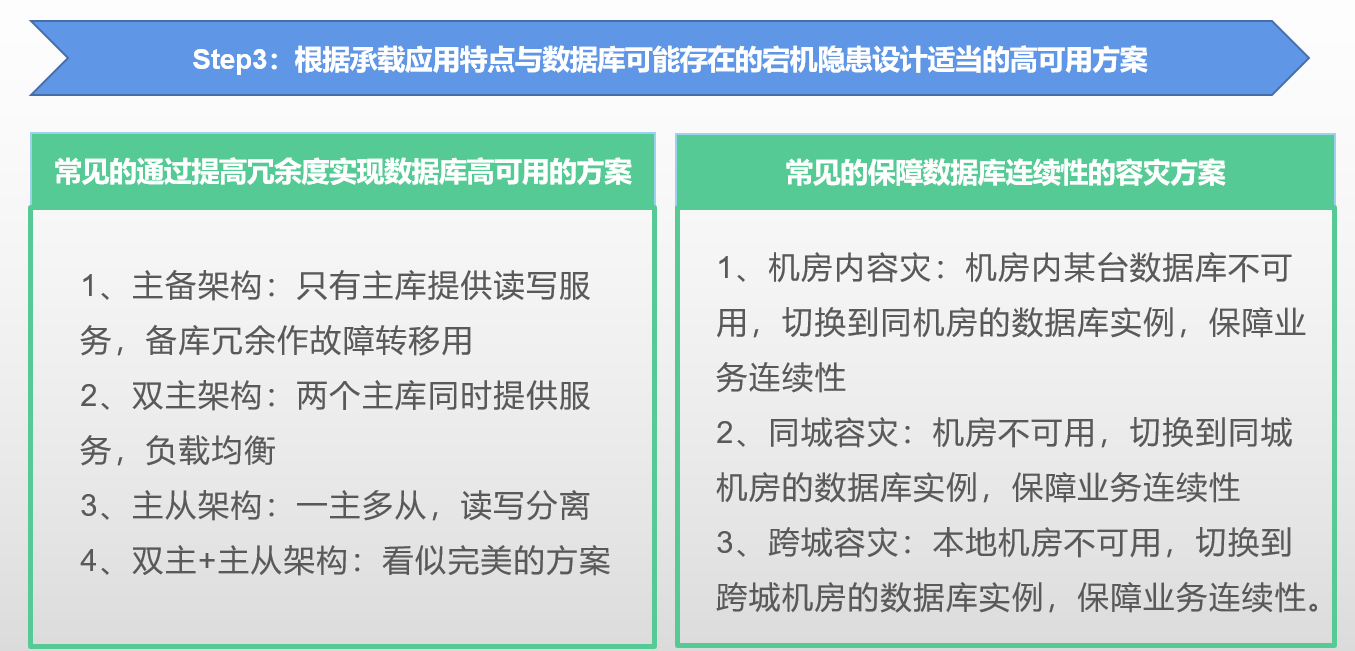 Step3：根据承载应用特点与数据库可能存在的宕机隐患设计适当的高可用方案
常见的通过提高冗余度实现数据库高可用的方案
1、主备架构：只有主库提供读写服
务，备库冗余作故障转移用
2、双主架构：两个主库同时提供服
务，负载均衡
3、主从架构：一主多从，读写分离
4、双主+主从架构：看似完美的方案
常见的保障数据库连续性的容灾方案
1、机房内容灾：机房内某台数据库不可
用，切换到同机房的数据库实例，保障业
务连续性
2、同城容灾：机房不可用，切换到同城
机房的数据库实例，保障业务连续性
3、跨城容灾：本地机房不可用，切换到
跨城机房的数据库实例，保障业务连续性。